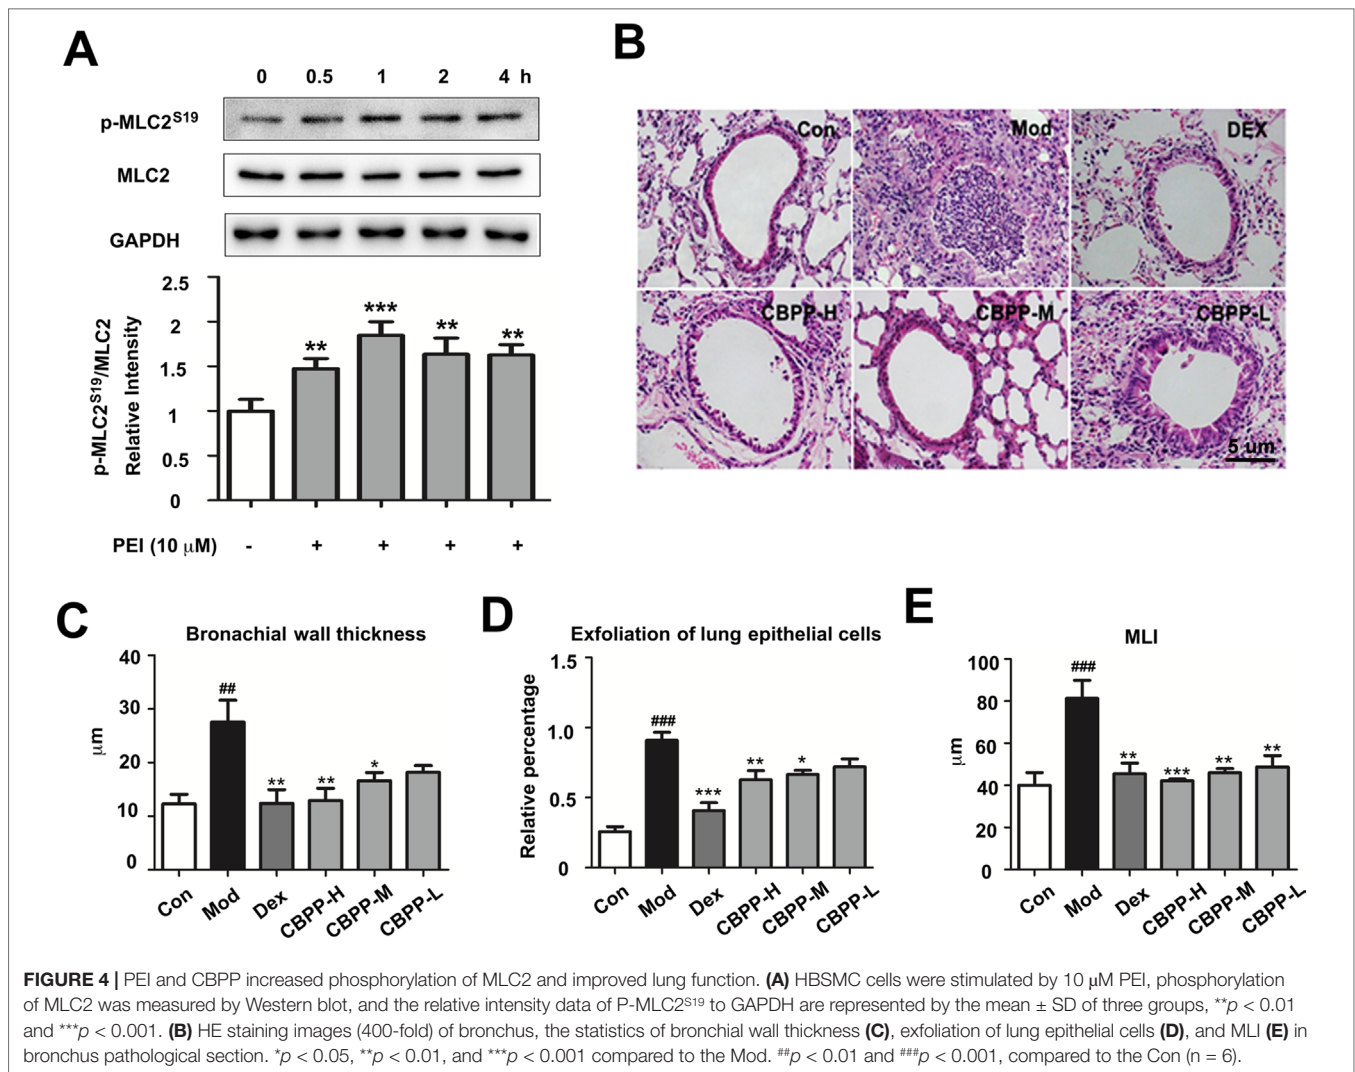 A
0 0.5 1 2 4 h
p-MLC2S19
MLC2
GAPDH
p-MLC2S19/MLC2
Relative Intensity
2.5
2
1.5
1
0.5
0
**
***
**
**
PEI (10 μM) - + + + +
B
Con
Mod
DEX
CBPP-H
CBPP-M
CBPP-L
5 um
C
Bronachial wall thickness
μm
40
30
20
10
0
##
**
**
*
Con
Mod
Dex
CBPP-H
CBPP-M
CBPP-L
D
Exfoliation of lung epithelial cells
Relative percentage
1.5
1.0
0.5
0
###
***
**
*
Con
Mod
Dex
CBPP-H
CBPP-M
CBPP-L
E
MLI
μm
100
80
60
40
20
0
###
**
***
**
**
Con
Mod
Dex
CBPP-H
CBPP-M
CBPP-L
FIGURE 4 | PEI and CBPP increased phosphorylation of MLC2 and improved lung function. (A) HBSMC cells were stimulated by 10 μM PEI, phosphorylation
of MLC2 was measured by Western blot, and the relative intensity data of P-MLC2S19 to GAPDH are represented by the mean ± SD of three groups, **p < 0.01
and ***p < 0.001. (B) HE staining images (400-fold) of bronchus, the statistics of bronchial wall thickness (C), exfoliation of lung epithelial cells (D), and MLI (E) in
bronchus pathological section. *p < 0.05, **p < 0.01, and ***p < 0.001 compared to the Mod. ##p < 0.01 and ###p < 0.001, compared to the Con (n = 6).